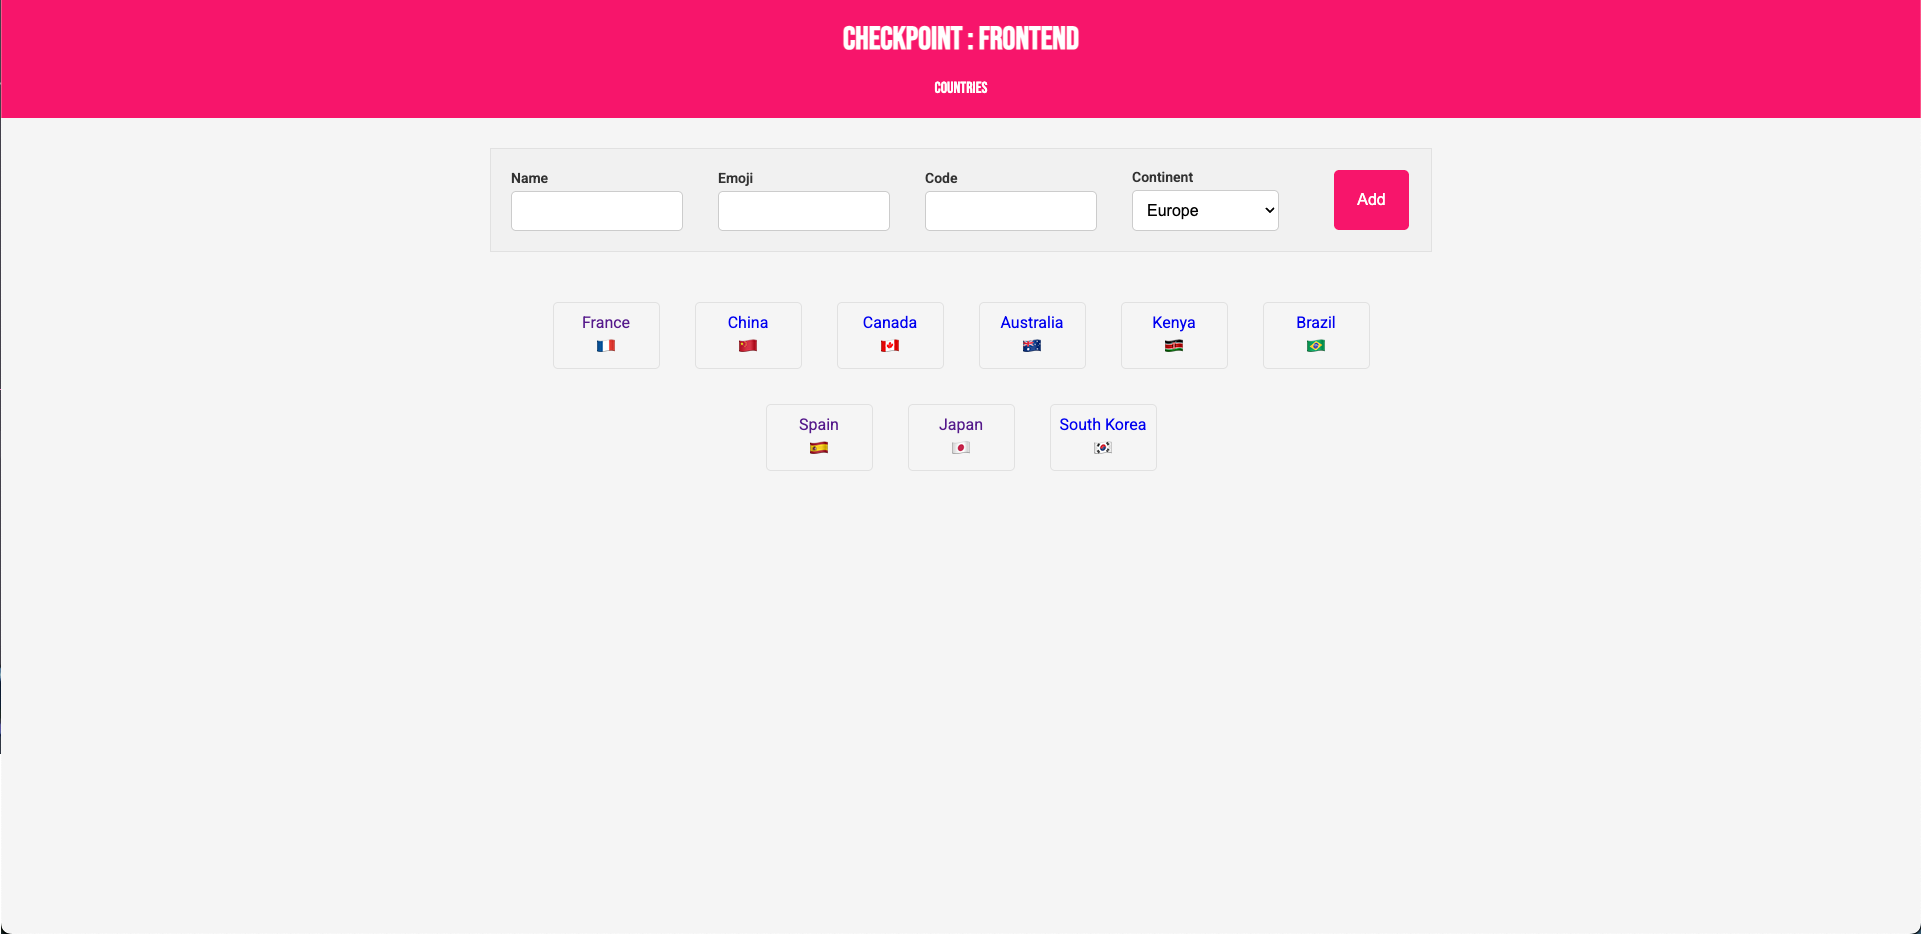 CHECKPOINT : FRONTEND
COUNTRIES
Name Emoji Code Continent
Europe Add
France China Canada Australia Kenya Brazil
Spain Japan South Korea